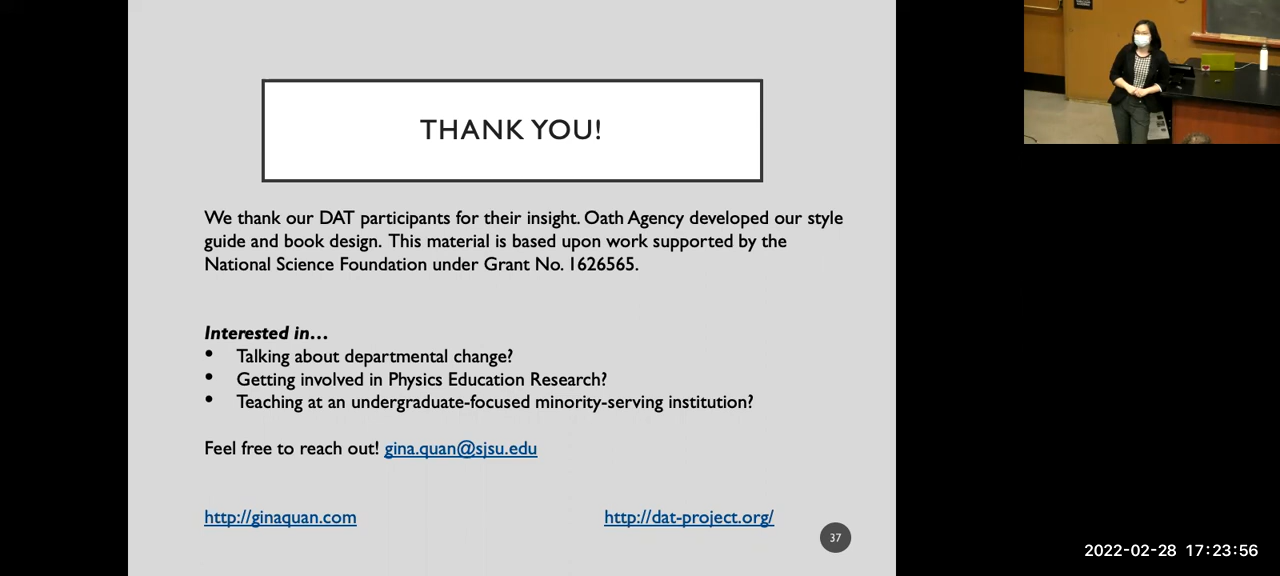 THANK YOU!
We thank our DAT participants for their insight. Oath Agency developed our style
guide and book design. This material is based upon work supported by the
National Science Foundation under Grant No. 1626565.
Interested in…
• Talking about departmental change?
• Getting involved in Physics Education Research?
• Teaching at an undergraduate-focused minority-serving institution?
Feel free to reach out! gina.quan@sjsu.edu
http://ginaquan.com
http://dat-project.org/
37
2022-02-28 17:23:56